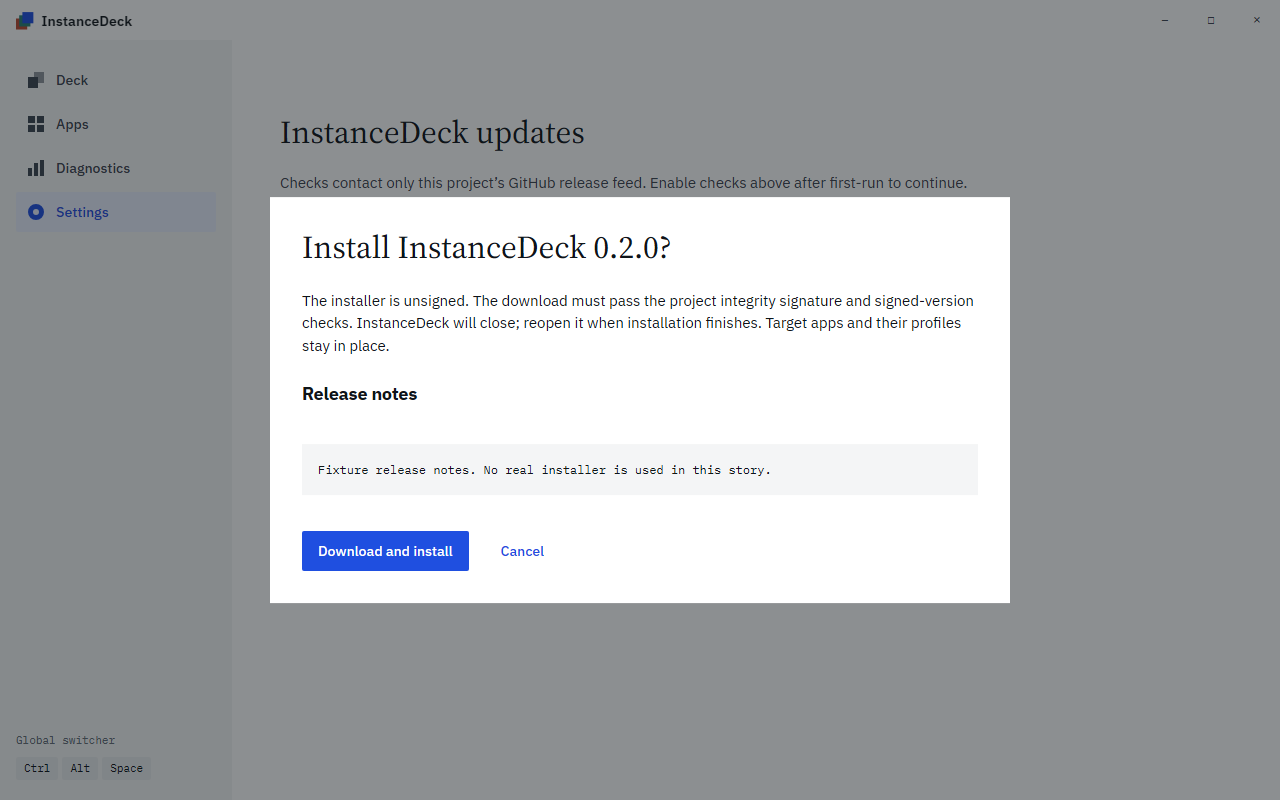 InstanceDeck
Deck
Apps
Diagnostics
Settings
Global switcher
Ctrl Alt Space
InstanceDeck updates
Checks contact only this project’s GitHub release feed. Enable checks above after first-run to continue.
Install InstanceDeck 0.2.0?
The installer is unsigned. The download must pass the project integrity signature and signed-version
checks. InstanceDeck will close; reopen it when installation finishes. Target apps and their profiles
stay in place.
Release notes
Fixture release notes. No real installer is used in this story.
Download and install
Cancel